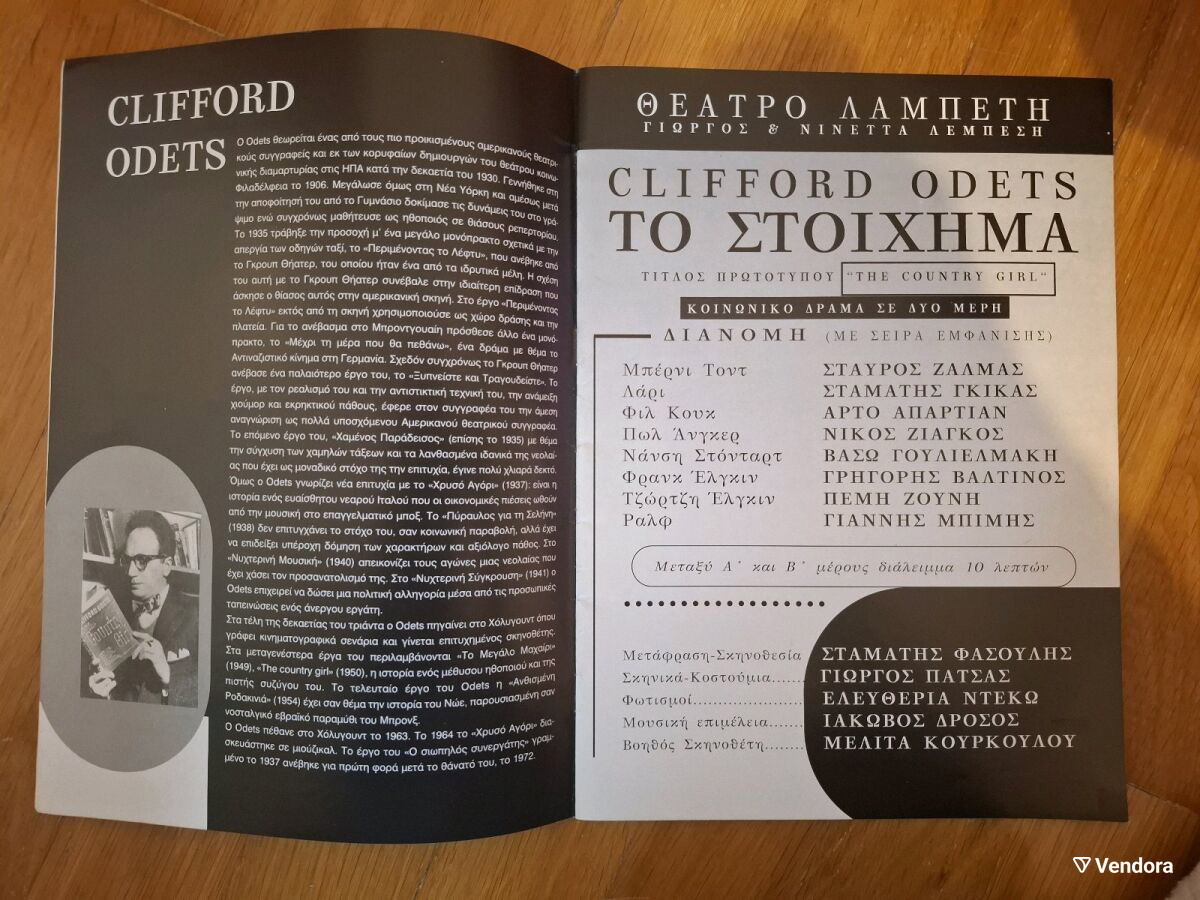 CLIFFORD
ODETS
Ο Odets θεωρείται ένας από τους πιο προικισμένους αμερικανούς θεατρι-
κούς συγγραφείς και εκ των κορυφαίων δημιουργών του θεάτρου κοινω-
νικής διαμαρτυρίας στις ΗΠΑ κατά την δεκαετία του 1930. Γεννήθηκε στη
Φιλαδέλφεια το 1906. Μεγάλωσε όμως στη Νέα Υόρκη και αμέσως μετά
την αποφοίτησή του από το Γυμνάσιο δοκίμασε τις δυνάμεις του στο γρά-
ψιμο ενώ συγχρόνως μαθήτευσε ως ηθοποιός σε θιάσους ρεπερτορίου.
Το 1935 τράβηξε την προσοχή μ' ένα μεγάλο μονόπρακτο σχετικά με την
απεργία των οδηγών ταξί, το «Περιμένοντας το Λέφτυ», που ανέβηκε από
το Γκρουπ Θήατερ, του οποίου ήταν ένα από τα ιδρυτικά μέλη. Η σχέση
του αυτή με το Γκρουπ Θήατερ συνέβαλε στην ιδιαίτερη επίδραση που
άσκησε ο θίασος αυτός στην αμερικανική σκηνή. Στο έργο «Περιμένοντας
το Λέφτυ» εκτός από τη σκηνή χρησιμοποιούσε ως χώρο δράσης και την
πλατεία. Για το ανέβασμα στο Μπροντγουαίη πρόσθεσε άλλο ένα μονό-
πρακτο, το «Μέχρι τη μέρα που θα πεθάνω», ένα δράμα με θέμα το
Αντιναζιστικό κίνημα στη Γερμανία. Σχεδόν συγχρόνως το Γκρουπ Θήατερ
ανέβασε ένα παλαιότερο έργο του, το «Ξυπνείστε και Τραγουδείστε». Το
έργο, με τον ρεαλισμό του και την αντιστικτική τεχνική του, την ανάμειξη
χιούμορ και εκρηκτικού πάθους, έφερε στον συγγραφέα του την άμεση
αναγνώριση ως πολλά υποσχόμενου Αμερικανού θεατρικού συγγραφέα.
Το επόμενο έργο του, «Χαμένος Παράδεισος» (επίσης το 1935) με θέμα
την σύγχυση των χαμηλών τάξεων και τα λανθασμένα ιδανικά της νεολαί-
ας που έχει ως μοναδικό στόχο της την επιτυχία, έγινε πολύ χλιαρά δεκτό.
Όμως ο Odets γνωρίζει νέα επιτυχία με το «Χρυσό Αγόρι» (1937): είναι η
ιστορία ενός ευαίσθητου νεαρού Ιταλού που οι οικονομικές πιέσεις ωθούν
από την μουσική στο επαγγελματικό μποξ. Το «Πύραυλος για τη Σελήνη»
(1938) δεν επιτυγχάνει το στόχο του, σαν κοινωνική παραβολή, αλλά έχει
να επιδείξει υπέροχη δόμηση των χαρακτήρων και αξιόλογο πάθος. Στο
«Νυχτερινή Μουσική» (1940) απεικονίζει τους αγώνες μιας νεολαίας που
έχει χάσει τον προσανατολισμό της. Στο «Νυχτερινή Σύγκρουση» (1941) ο
Odets επιχειρεί να δώσει μια πολιτική αλληγορία μέσα από τις προσωπικές
ταπεινώσεις ενός άνεργου εργάτη.
Στα τέλη της δεκαετίας του τριάντα ο Odets πηγαίνει στο Χόλυγουντ όπου
γράφει κινηματογραφικά σενάρια και γίνεται επιτυχημένος σκηνοθέτης.
Στα μεταγενέστερα έργα του περιλαμβάνονται «Το Μεγάλο Μαχαίρι»
(1949), «The country girl» (1950), η ιστορία ενός μέθυσου ηθοποιού και της
πιστής συζύγου του. Το τελευταίο έργο του Odets η «Ανθισμένη
Ροδακινιά» (1954) έχει σαν θέμα την ιστορία του Νώε, παρουσιασμένη σαν
νοσταλγικό εβραϊκό παραμύθι του Μπρονξ.
Ο Odets πέθανε στο Χόλυγουντ το 1963. Το 1964 το «Χρυσό Αγόρι» δια-
σκευάστηκε σε μιούζικαλ. Το έργο του «Ο σιωπηλός συνεργάτης» γραμ-
μένο το 1937 ανέβηκε για πρώτη φορά μετά το θάνατό του, το 1972.
ΘΕΑΤΡΟ ΛΑΜΠΕΤΗ
ΓΙΩΡΓΟΣ & ΝΙΝΕΤΤΑ ΛΕΜΠΕΣΗ
CLIFFORD ODETS
ΤΟ ΣΤΟΙΧΗΜΑ
ΤΙΤΛΟΣ ΠΡΩΤΟΤΥΠΟΥ "THE COUNTRY GIRL"
ΚΟΙΝΩΝΙΚΟ ΔΡΑΜΑ ΣΕ ΔΥΟ ΜΕΡΗ
ΔΙΑΝΟΜΗ (ΜΕ ΣΕΙΡΑ ΕΜΦΑΝΙΣΗΣ)
Μπέρνι Τοντ ΣΤΑΥΡΟΣ ΖΑΛΜΑΣ
Λάρι ΣΤΑΜΑΤΗΣ ΓΚΙΚΑΣ
Φιλ Κουκ ΑΡΤΟ ΑΠΑΡΤΙΑΝ
Πωλ Άνγκερ ΝΙΚΟΣ ΖΙΑΓΚΟΣ
Νάνση Στόνταρτ ΒΑΣΩ ΓΟΥΛΙΕΛΜΑΚΗ
Φρανκ Έλγκιν ΓΡΗΓΟΡΗΣ ΒΑΛΤΙΝΟΣ
Τζώρτζη Έλγκιν ΠΕΜΗ ΖΟΥΝΗ
Ραλφ ΓΙΑΝΝΗΣ ΜΠΙΜΗΣ
Μεταξύ Α΄ και Β΄ μέρους διάλειμμα 10 λεπτών
Μετάφραση-Σκηνοθεσία ΣΤΑΜΑΤΗΣ ΦΑΣΟΥΛΗΣ
Σκηνικά-Κοστούμια....... ΓΙΩΡΓΟΣ ΠΑΤΣΑΣ
Φωτισμοί....................... ΕΛΕΥΘΕΡΙΑ ΝΤΕΚΩ
Μουσική επιμέλεια....... ΙΑΚΩΒΟΣ ΔΡΟΣΟΣ
Βοηθός Σκηνοθέτη........ ΜΕΛΙΤΑ ΚΟΥΡΚΟΥΛΟΥ
Vendora